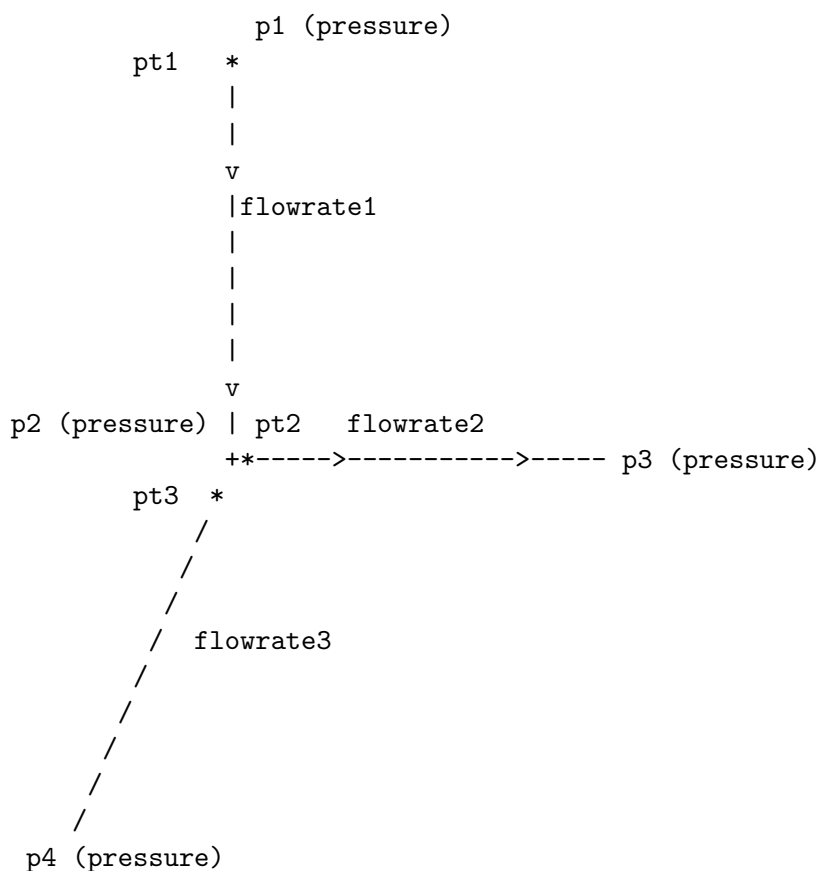 p1 (pressure)
pt1 *
|
|
v
|flowrate1
|
|
|
|
v
p2 (pressure) | pt2 flowrate2
+*----->----------->----- p3 (pressure)
pt3 *
/
/
/
/ flowrate3
/
/
/
/
p4 (pressure)